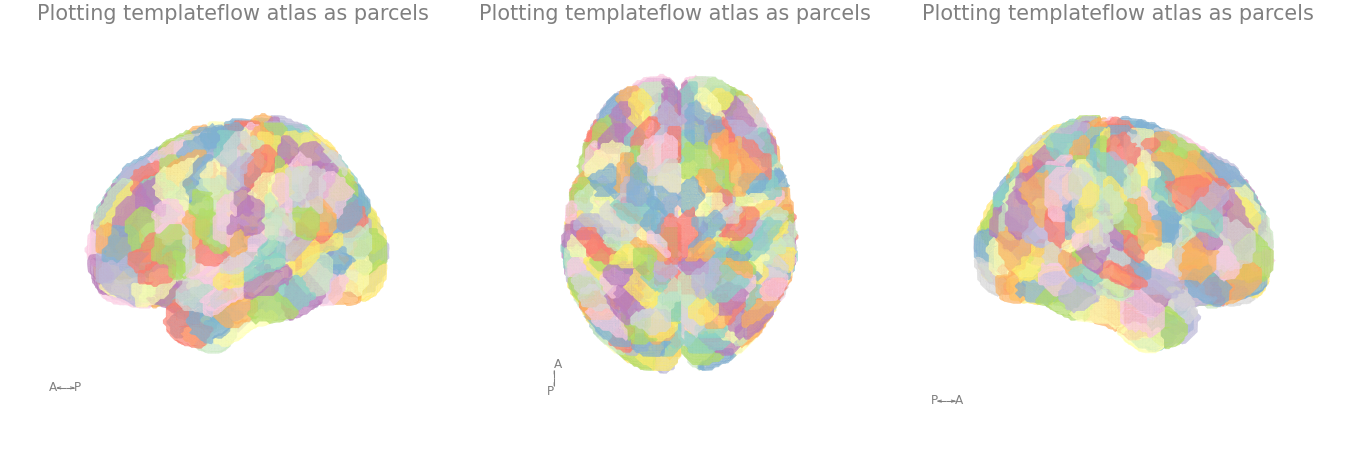 Plotting templateflow atlas as parcels
Plotting templateflow atlas as parcels
Plotting templateflow atlas as parcels
A
P
A P
P
P A